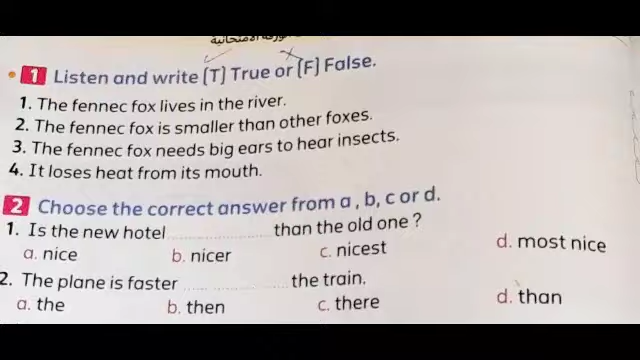 الورقة الامتحانية
1 Listen and write (T) True or (F) False.
1. The fennec fox lives in the river.
2. The fennec fox is smaller than other foxes.
3. The fennec fox needs big ears to hear insects.
4. It loses heat from its mouth.
2 Choose the correct answer from a , b, c or d.
1. Is the new hotel .................... than the old one ?
a. nice b. nicer c. nicest d. most nice
2. The plane is faster .................... the train.
a. the b. then c. there d. than